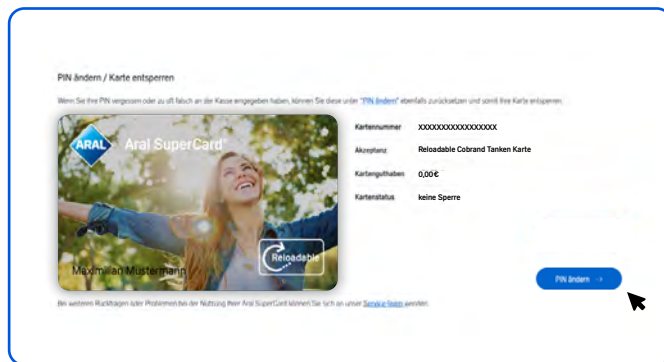 PIN ändern / Karte entsperren
Wenn Sie Ihre PIN vergessen oder zu oft falsch an der Kasse eingegeben haben, können Sie diese unter "PIN ändern" ebenfalls zurücksetzen und somit Ihre Karte entsperren.
ARAL Aral SuperCard
Kartennummer XXXXXXXXXXXXXXXXX
Akzeptanz Reloadable Cobrand Tanken Karte
Kartenguthaben 0,00 €
Kartenstatus keine Sperre
Reloadable
Maximilian Mustermann
PIN ändern →
Bei weiteren Rückfragen oder Problemen bei der Nutzung Ihrer Aral SuperCard können Sie sich an unser Service-Team wenden.